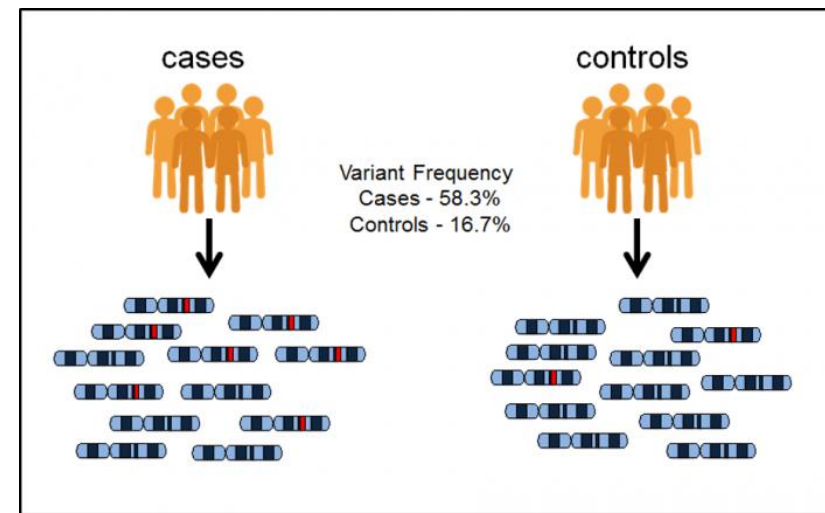 cases
controls
Variant Frequency
Cases - 58.3%
Controls - 16.7%